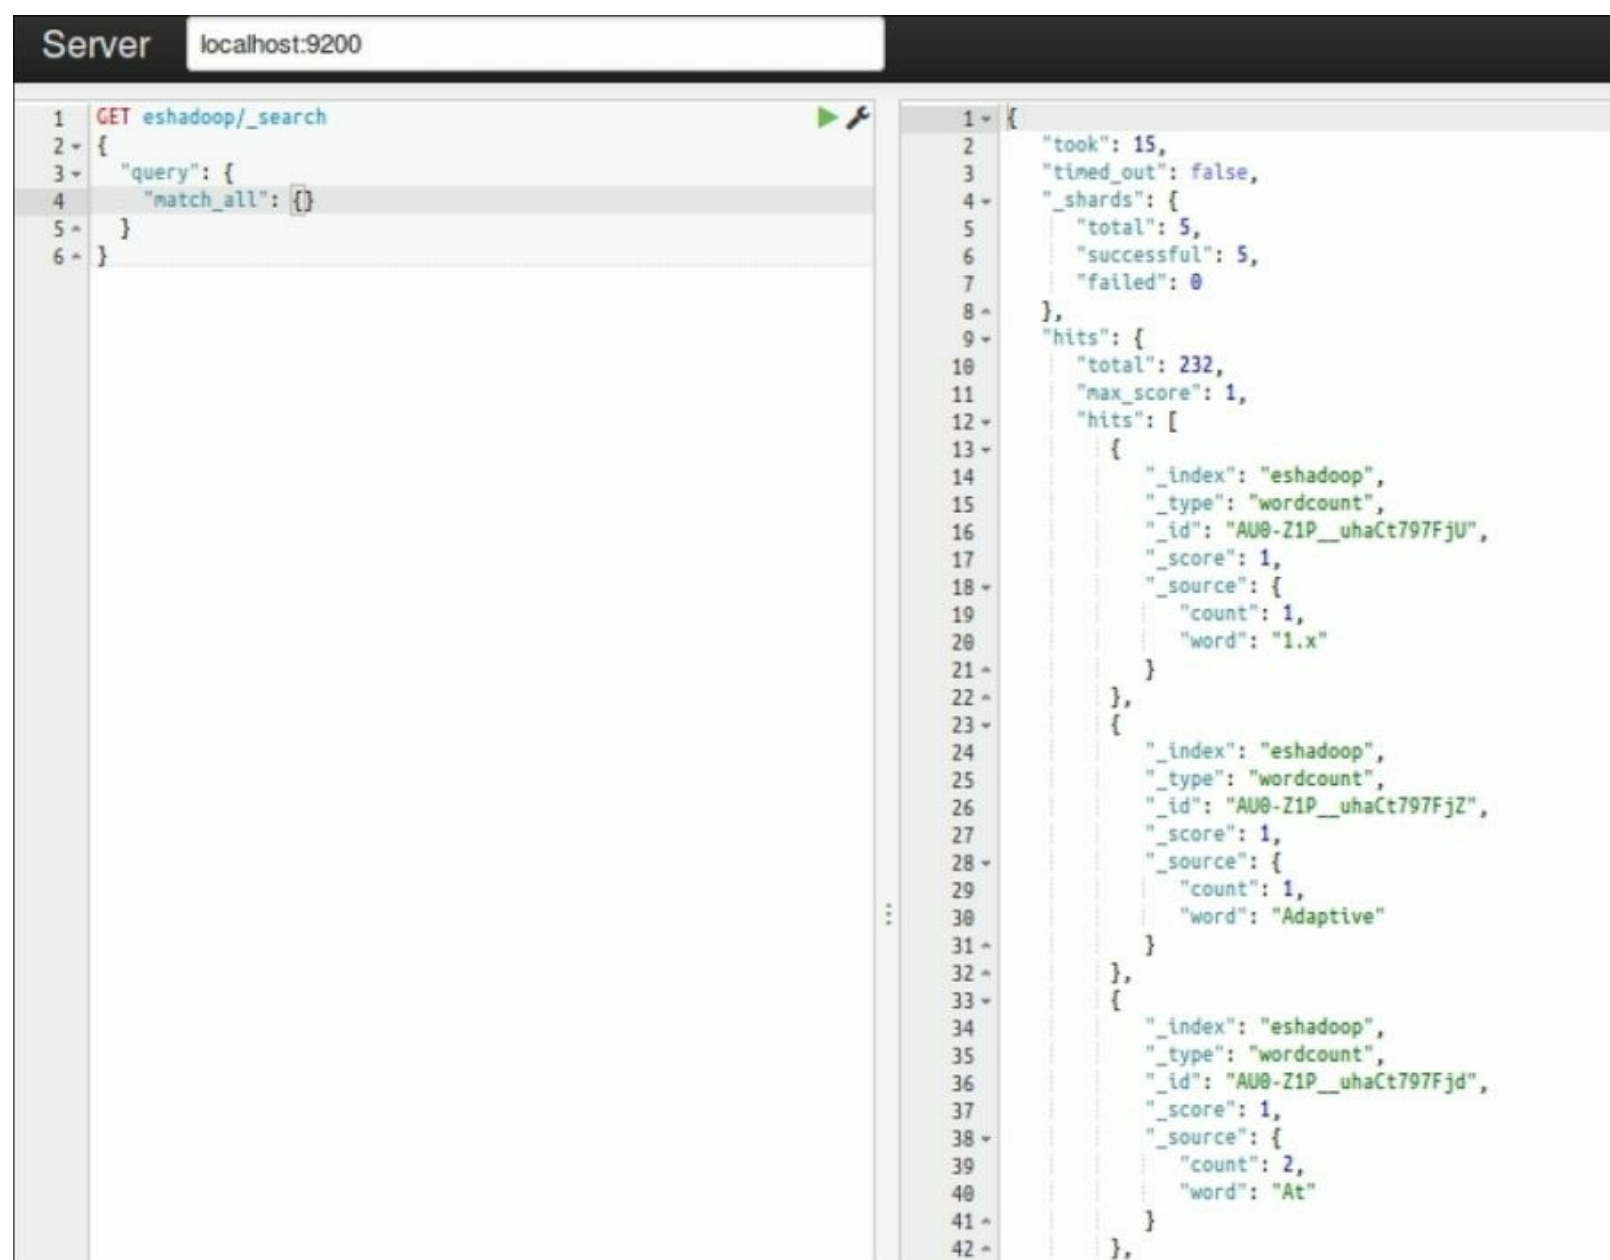 Server localhost:9200
1 GET eshadoop/_search
2 {
3 "query": {
4 "match_all": {}
5 }
6 }
1 {
2 "took": 15,
3 "timed_out": false,
4 "_shards": {
5 "total": 5,
6 "successful": 5,
7 "failed": 0
8 },
9 "hits": {
10 "total": 232,
11 "max_score": 1,
12 "hits": [
13 {
14 "_index": "eshadoop",
15 "_type": "wordcount",
16 "_id": "AU0-Z1P__uhaCt797FjU",
17 "_score": 1,
18 "_source": {
19 "count": 1,
20 "word": "1.x"
21 }
22 },
23 {
24 "_index": "eshadoop",
25 "_type": "wordcount",
26 "_id": "AU0-Z1P__uhaCt797FjZ",
27 "_score": 1,
28 "_source": {
29 "count": 1,
30 "word": "Adaptive"
31 }
32 },
33 {
34 "_index": "eshadoop",
35 "_type": "wordcount",
36 "_id": "AU0-Z1P__uhaCt797Fjd",
37 "_score": 1,
38 "_source": {
39 "count": 2,
40 "word": "At"
41 }
42 },